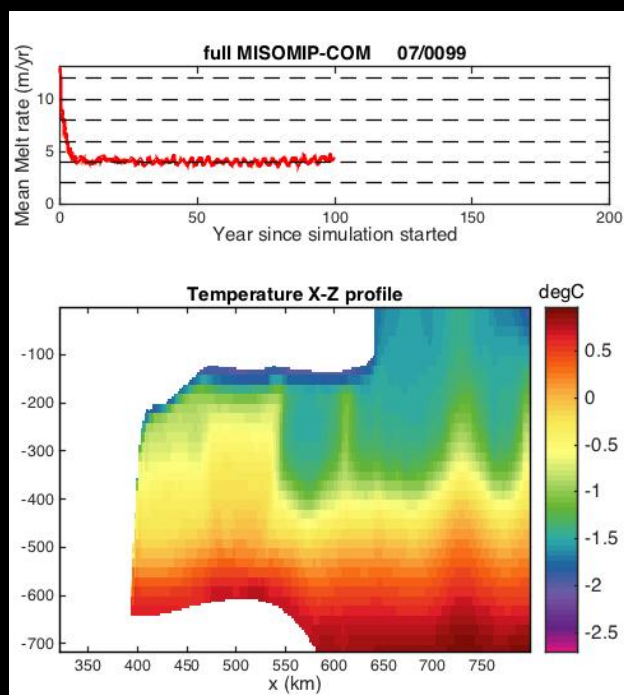 full MISOMIP-COM 07/0099
Mean Melt rate (m/yr)
10
5
0
0 50 100 150 200
Year since simulation started
Temperature X-Z profile
degC
-100
-200
-300
-400
-500
-600
-700
350 400 450 500 550 600 650 700 750
x (km)
0.5
0
-0.5
-1
-1.5
-2
-2.5